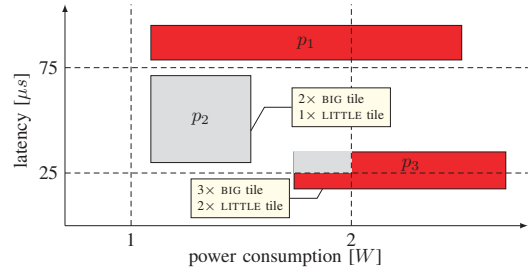 p1
75
2× BIG tile
1× LITTLE tile
p2
latency [μs]
p3
25
3× BIG tile
2× LITTLE tile
1
2
power consumption [W]